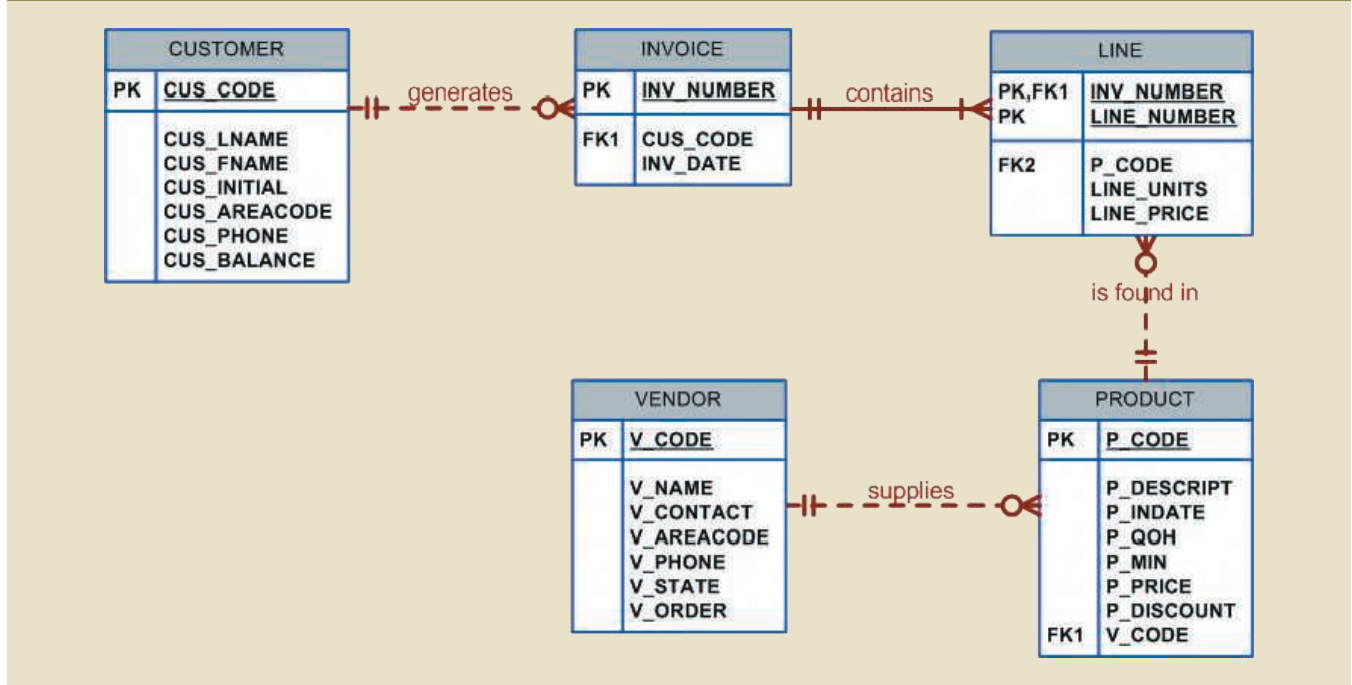 CUSTOMER
PK CUS_CODE
CUS_LNAME
CUS_FNAME
CUS_INITIAL
CUS_AREACODE
CUS_PHONE
CUS_BALANCE
generates
INVOICE
PK INV_NUMBER
FK1 CUS_CODE
INV_DATE
contains
LINE
PK,FK1 INV_NUMBER
PK LINE_NUMBER
FK2 P_CODE
LINE_UNITS
LINE_PRICE
is found in
VENDOR
PK V_CODE
V_NAME
V_CONTACT
V_AREACODE
V_PHONE
V_STATE
V_ORDER
supplies
PRODUCT
PK P_CODE
P_DESCRIPT
P_INDATE
P_QOH
P_MIN
P_PRICE
P_DISCOUNT
FK1 V_CODE